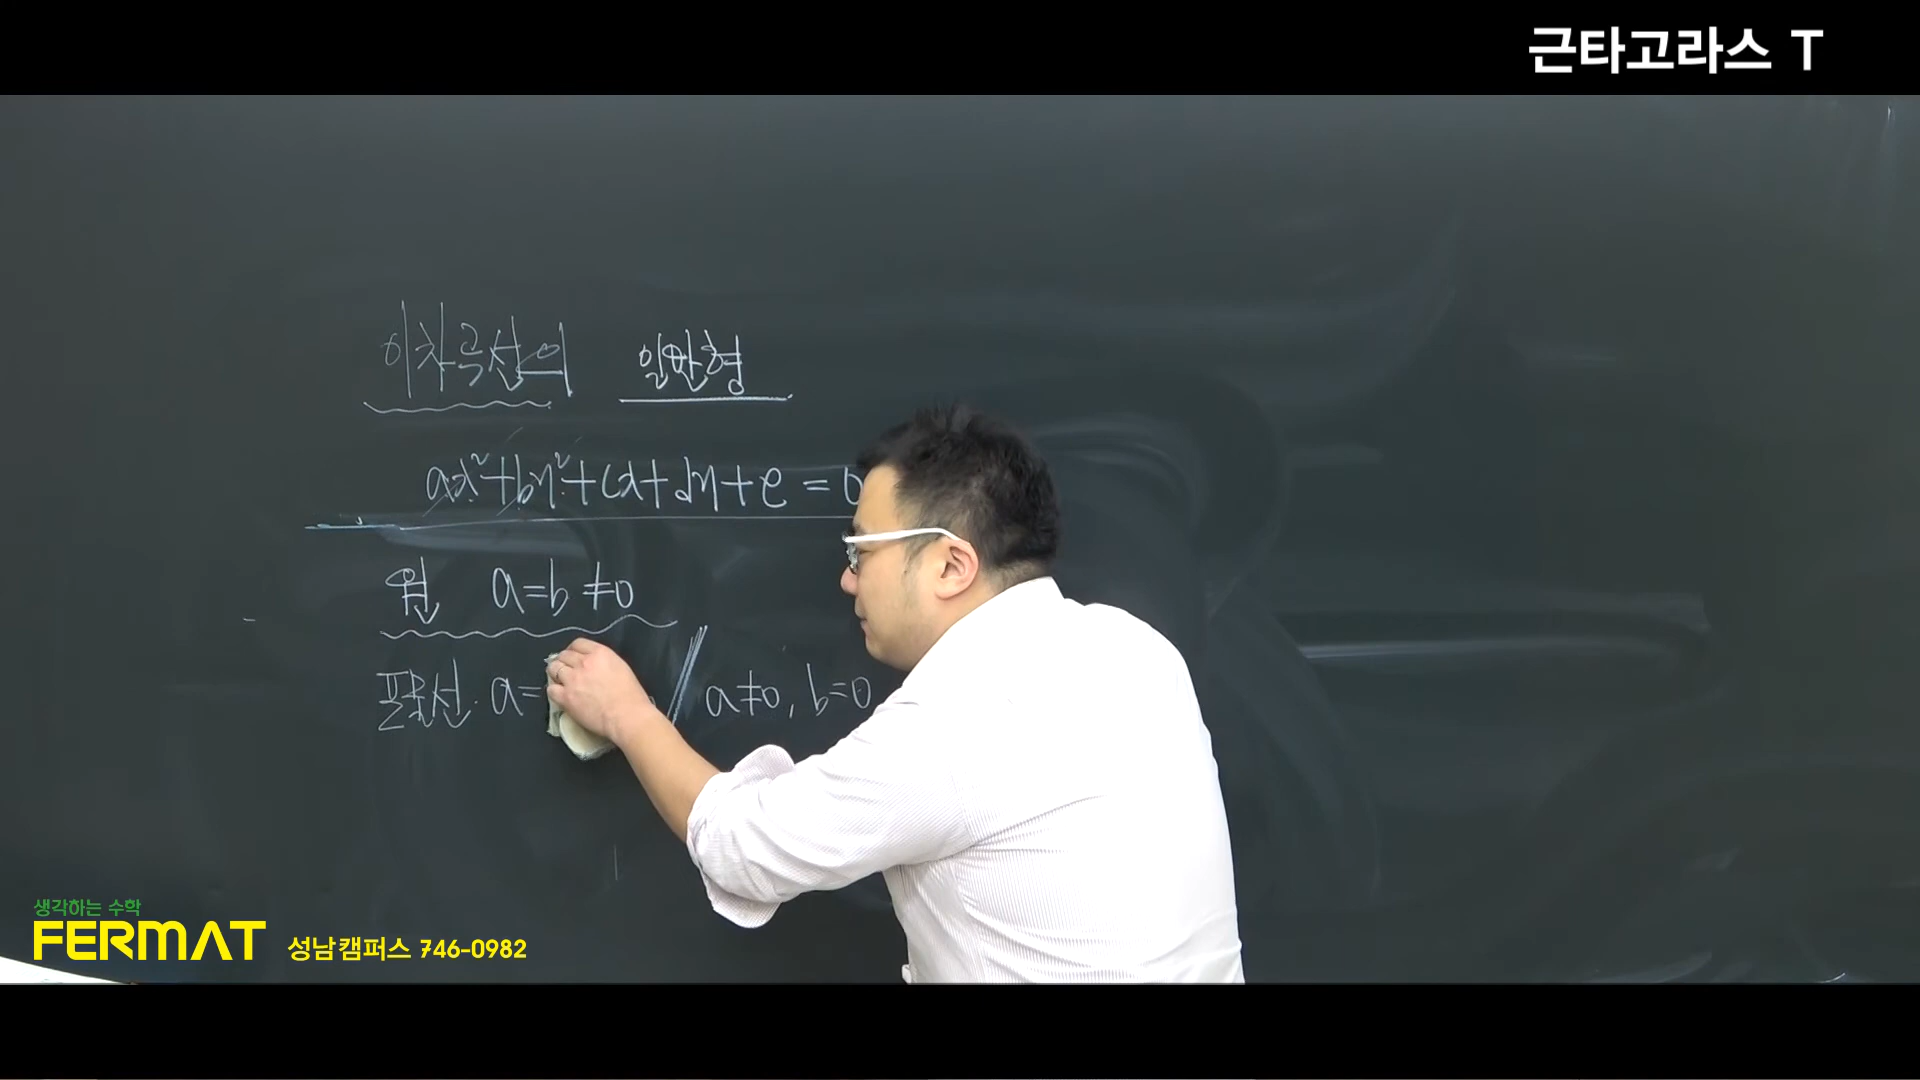 근타고라스 T
이차곡선의 일반형
ax²+by²+cx+dy+e=0
원 a=b≠0
포물선. a= // a≠0, b=0
생각하는 수학
FERMAT 성남캠퍼스 746-0982